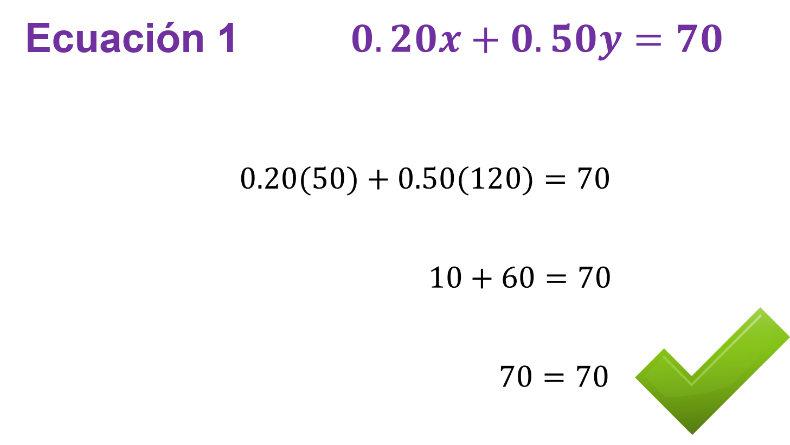 Ecuación 1 0.20x + 0.50y = 70
0.20(50) + 0.50(120) = 70
10 + 60 = 70
70 = 70